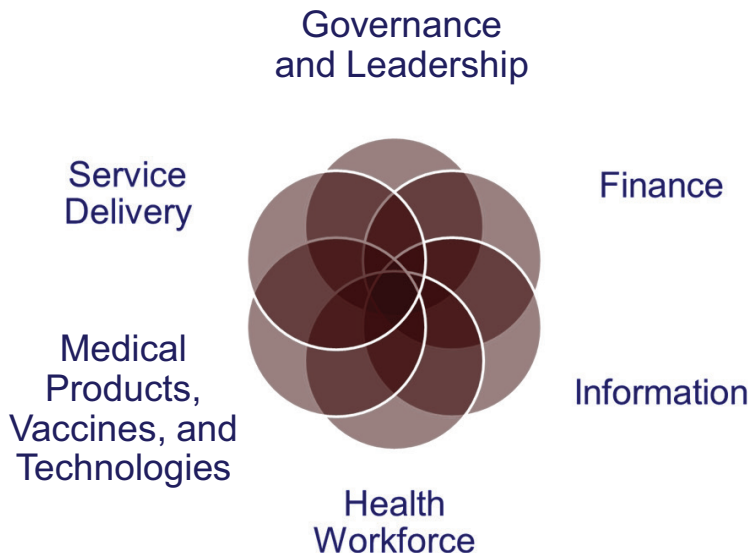 Governance
and Leadership
Service
Delivery
Finance
Medical
Products,
Vaccines, and
Technologies
Information
Health
Workforce